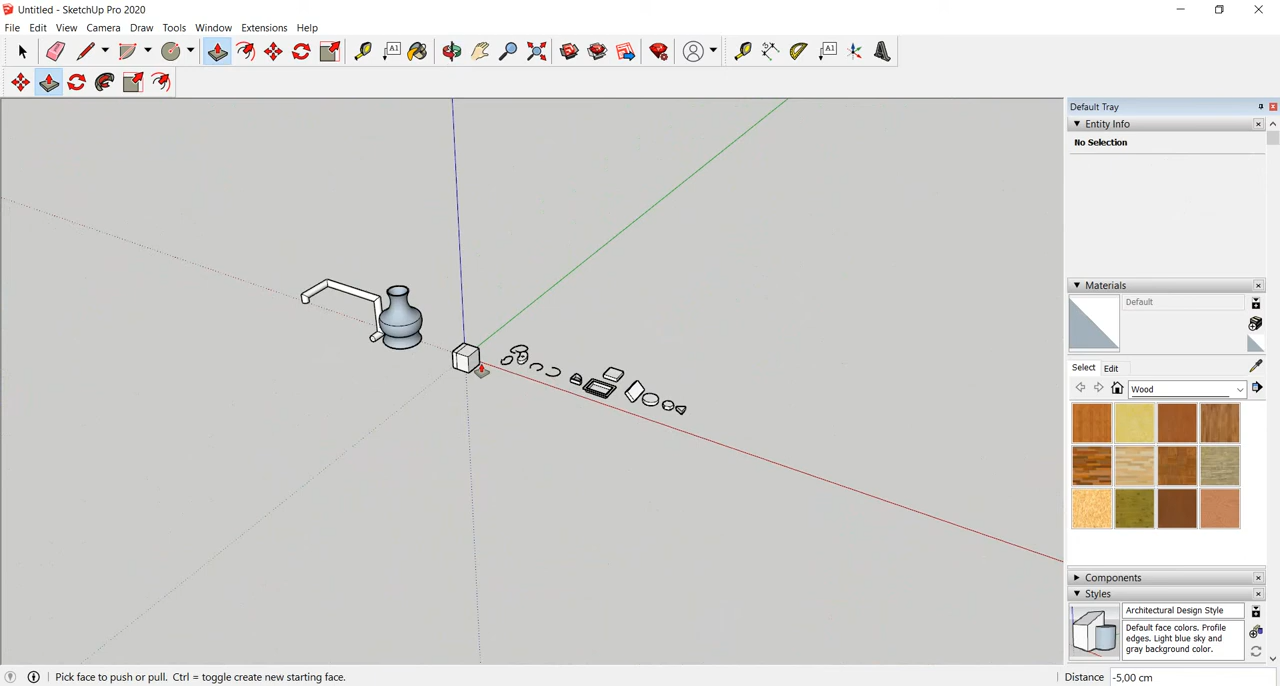 Untitled - SketchUp Pro 2020
File Edit View Camera Draw Tools Window Extensions Help
A1
A1
Default Tray
Entity Info
No Selection
Materials
Default
Select Edit
Wood
Components
Styles
Architectural Design Style
Default face colors. Profile
edges. Light blue sky and
gray background color.
Pick face to push or pull. Ctrl = toggle create new starting face.
Distance -5,00 cm